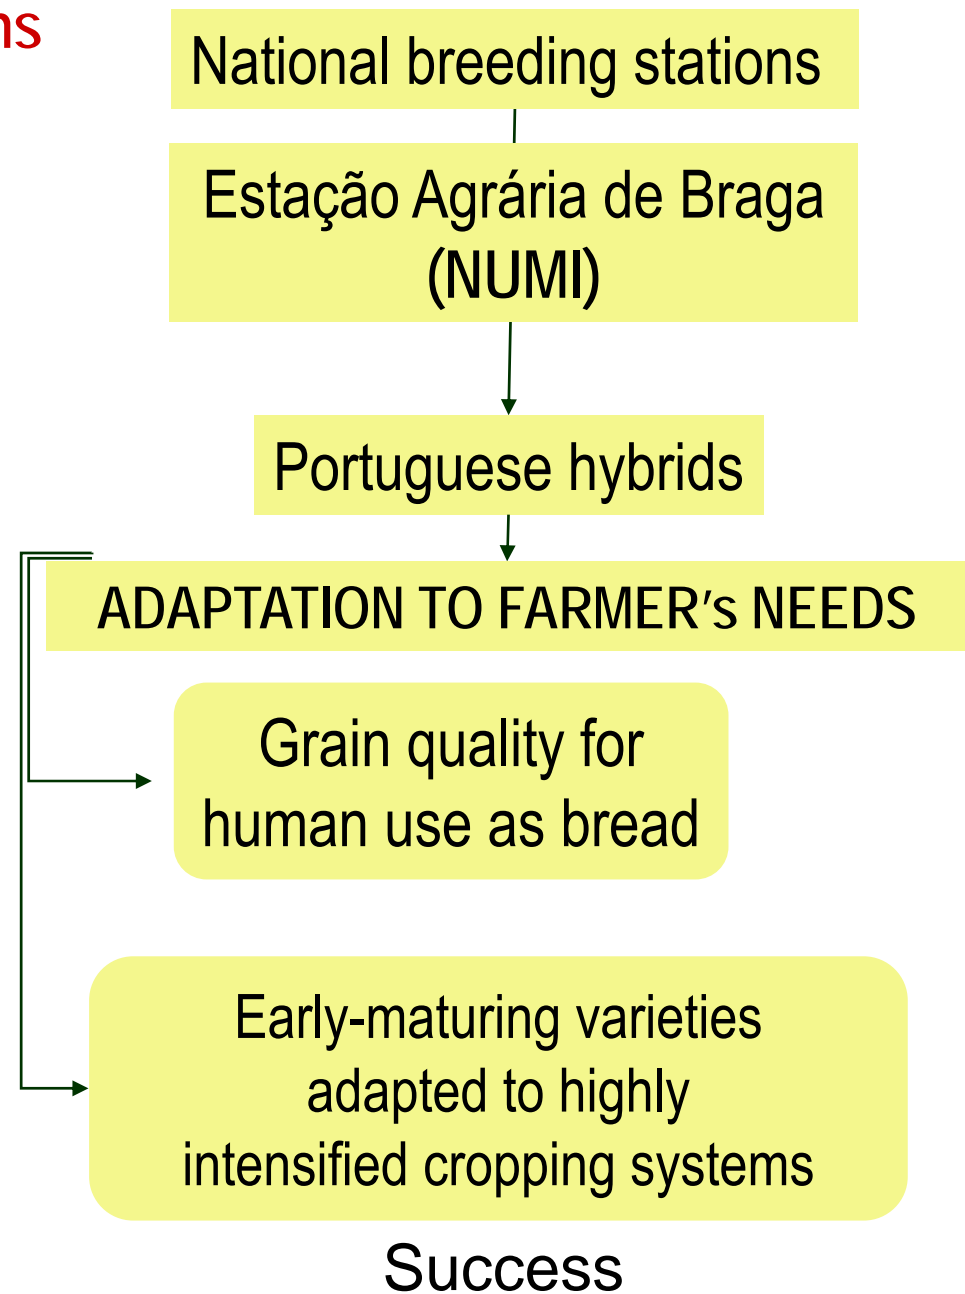 ns
National breeding stations
Estação Agrária de Braga
(NUMI)
Portuguese hybrids
ADAPTATION TO FARMER's NEEDS
Grain quality for
human use as bread
Early-maturing varieties
adapted to highly
intensified cropping systems
Success